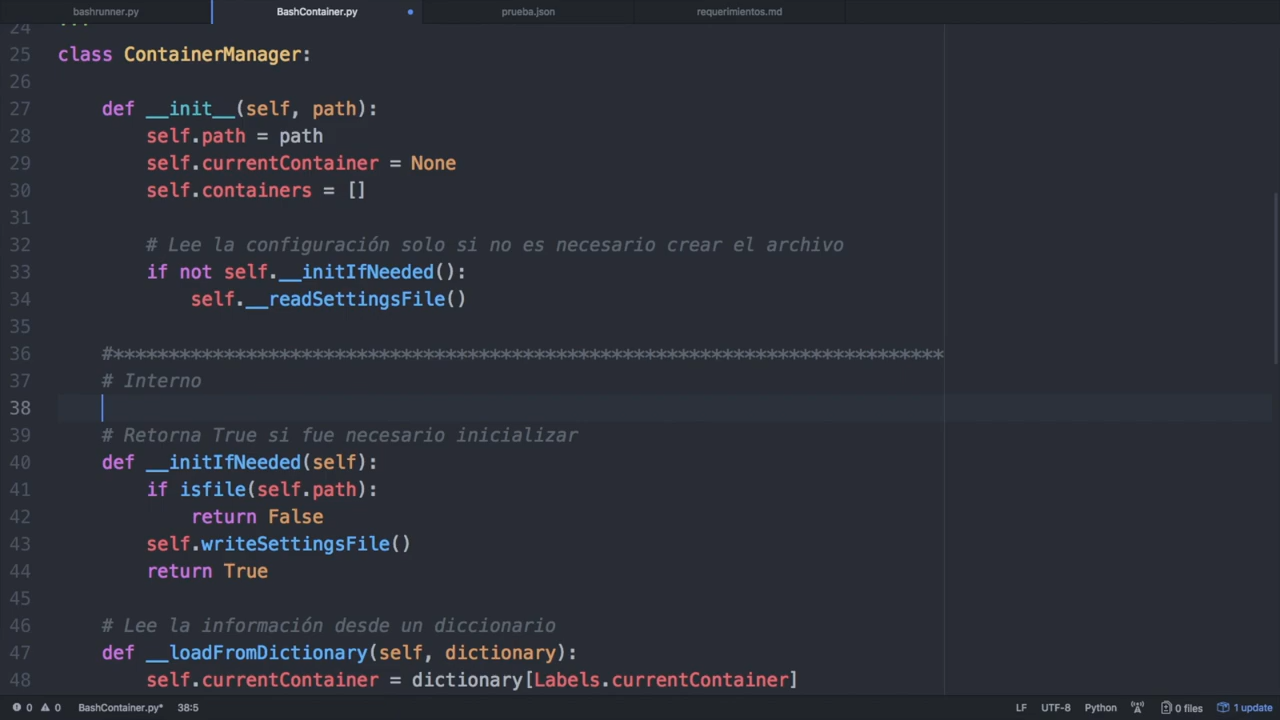 bashrunner.py BashContainer.py prueba.json requerimientos.md
24
25 class ContainerManager:
26
27 def __init__(self, path):
28 self.path = path
29 self.currentContainer = None
30 self.containers = []
31
32 # Lee la configuración solo si no es necesario crear el archivo
33 if not self.__initIfNeeded():
34 self.__readSettingsFile()
35
36 #***************************************************************************
37 # Interno
38
39 # Retorna True si fue necesario inicializar
40 def __initIfNeeded(self):
41 if isfile(self.path):
42 return False
43 self.writeSettingsFile()
44 return True
45
46 # Lee la información desde un diccionario
47 def __loadFromDictionary(self, dictionary):
48 self.currentContainer = dictionary[Labels.currentContainer]
0 0 BashContainer.py* 38:5 LF UTF-8 Python 0 files 1 update